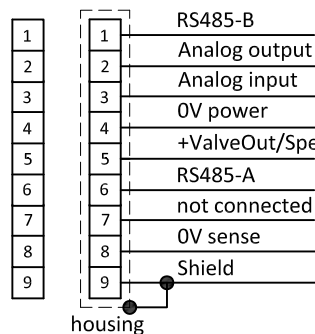 1 1 RS485-B
2 2 Analog output
3 3 Analog input
4 4 0V power
5 5 +ValveOut/Spe
6 6 RS485-A
7 7 not connected
8 8 0V sense
9 9 Shield
housing